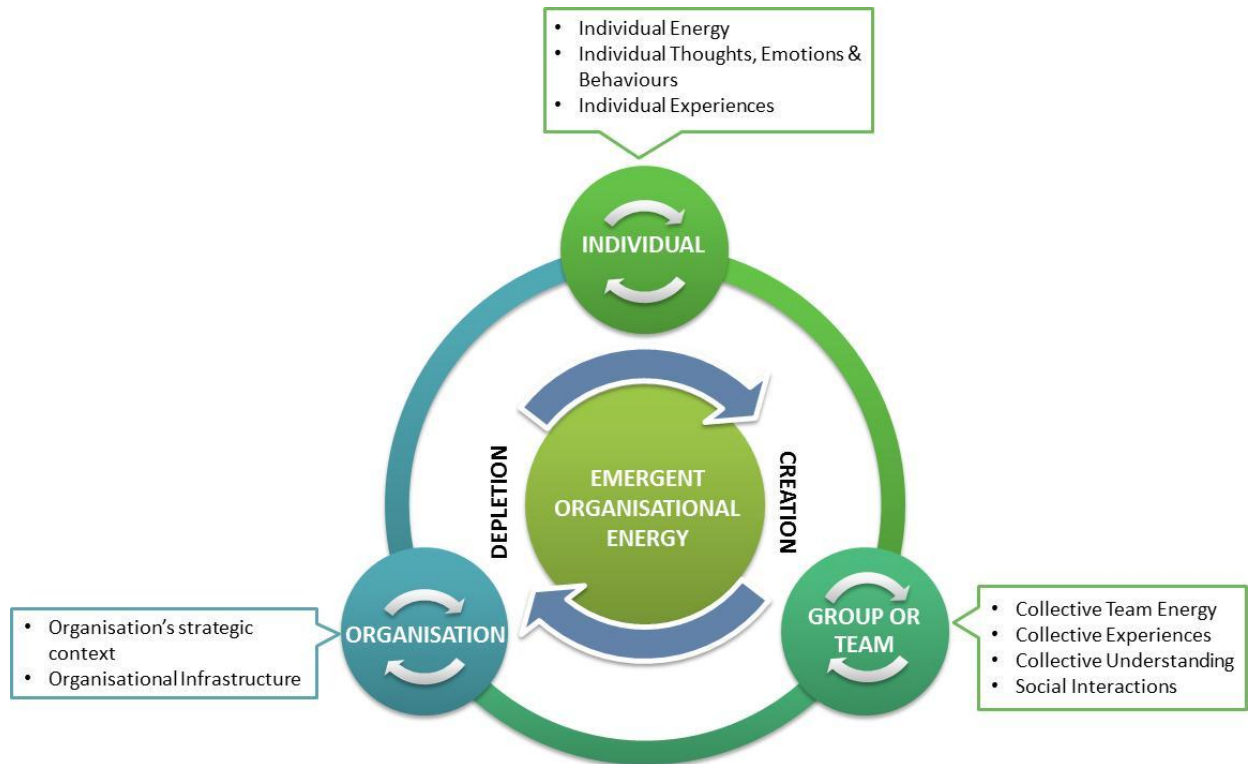 • Individual Energy
• Individual Thoughts, Emotions &
Behaviours
• Individual Experiences
INDIVIDUAL
DEPLETION
EMERGENT
ORGANISATIONAL
ENERGY
CREATION
• Organisation's strategic
context
• Organisational Infrastructure
ORGANISATION
GROUP OR
TEAM
• Collective Team Energy
• Collective Experiences
• Collective Understanding
• Social Interactions